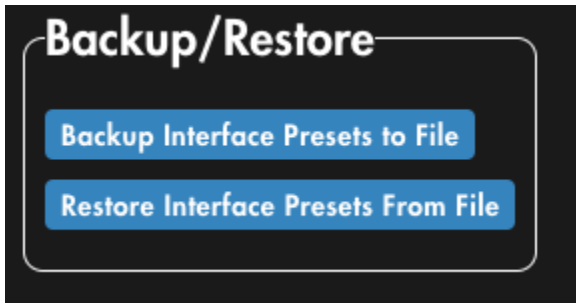 Backup/Restore
Backup Interface Presets to File
Restore Interface Presets From File